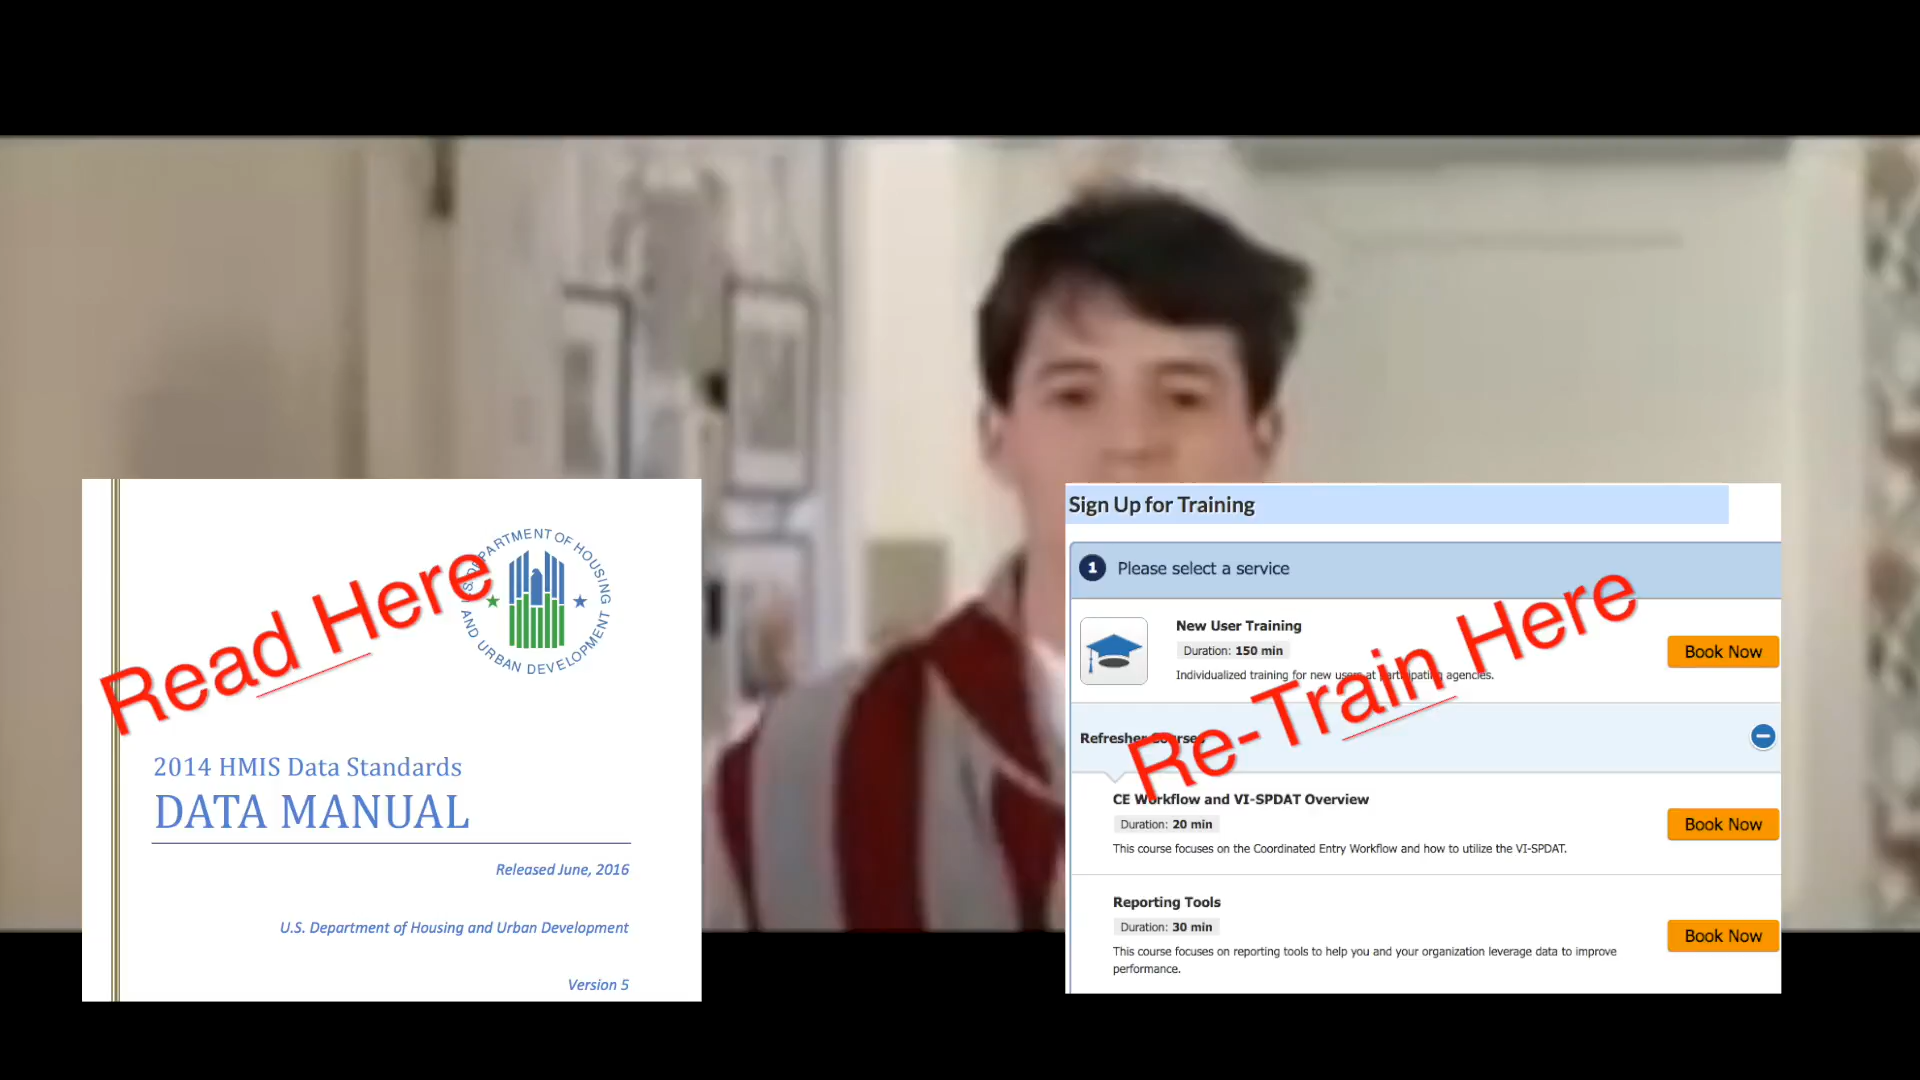 Read Here
U.S. DEPARTMENT OF HOUSING
AND URBAN DEVELOPMENT
2014 HMIS Data Standards
DATA MANUAL
Released June, 2016
U.S. Department of Housing and Urban Development
Version 5
Sign Up for Training
1 Please select a service
Re-Train Here
New User Training
Duration: 150 min
Individualized training for new users at participating agencies.
Book Now
Refresher Courses
CE Workflow and VI-SPDAT Overview
Duration: 20 min
This course focuses on the Coordinated Entry Workflow and how to utilize the VI-SPDAT.
Book Now
Reporting Tools
Duration: 30 min
This course focuses on reporting tools to help you and your organization leverage data to improve
performance.
Book Now